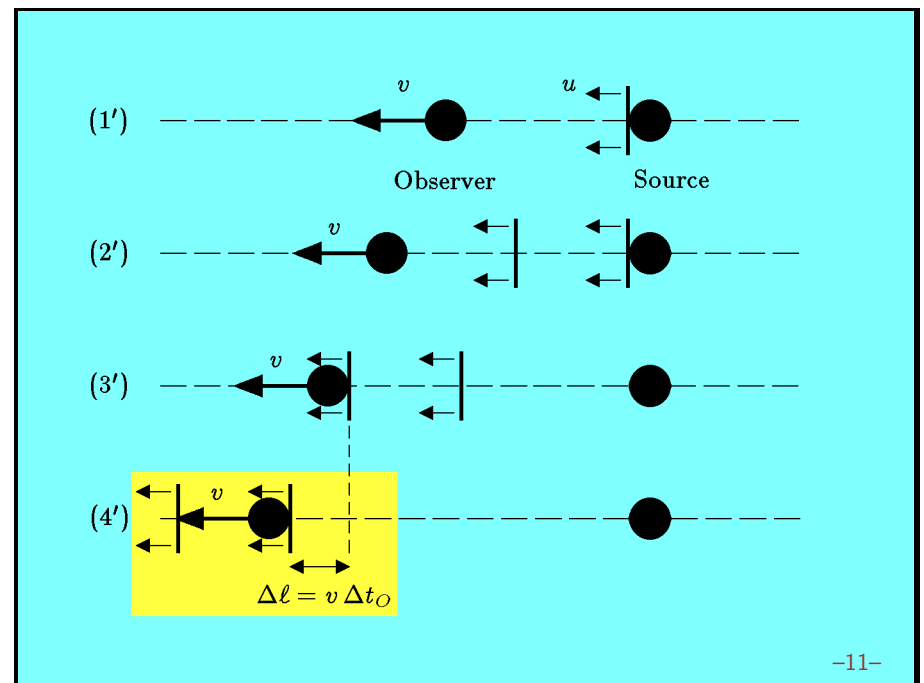 v u
(1′)
Observer Source
v
(2′)
v
(3′)
v
(4′)
Δℓ = v Δt_O
–11–